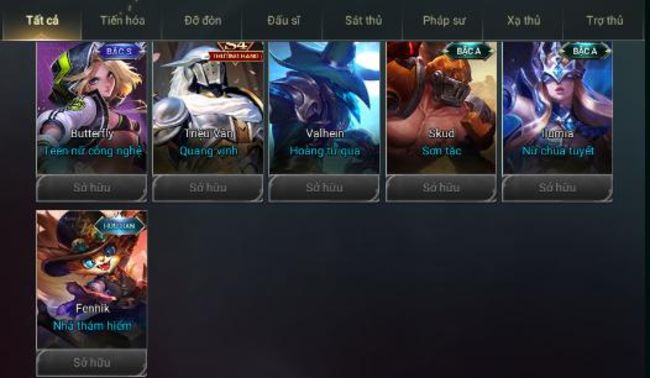 Tất cả Tiến hóa Đỡ đòn Đấu sĩ Sát thủ Pháp sư Xạ thủ Trợ thủ
BẬC S S4 BẬC A BẬC A
THƯỞNG HẠNG
Butterfly Triệu Vân Valhein Skud Ilumia
Teen nữ công nghệ Quang vinh Hoàng tử quạ Sơn tặc Nữ chúa tuyết
Sở hữu Sở hữu Sở hữu Sở hữu Sở hữu
HỮU HẠN
Fennik
Nhà thám hiểm
Sở hữu